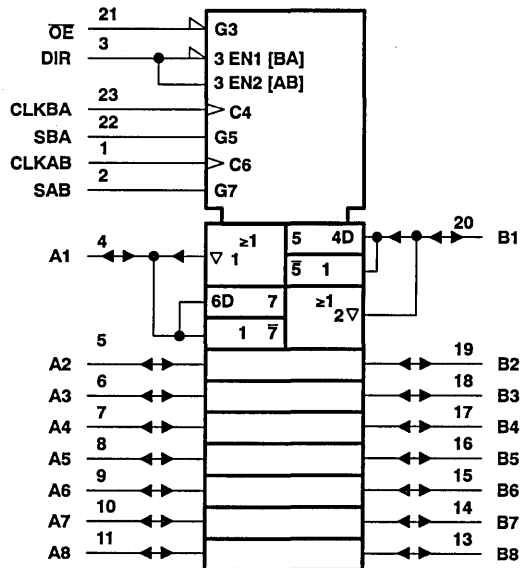 21
OE G3
3
DIR 3 EN1 [BA]
3 EN2 [AB]
23
CLKBA C4
22
SBA G5
1
CLKAB C6
2
SAB G7
4 ≥1 5 4D 20
A1 ▽ 1 5̅ 1 B1
6D 7 ≥1
1 7̅ 2 ▽
5 19
A2 B2
6 18
A3 B3
7 17
A4 B4
8 16
A5 B5
9 15
A6 B6
10 14
A7 B7
11 13
A8 B8